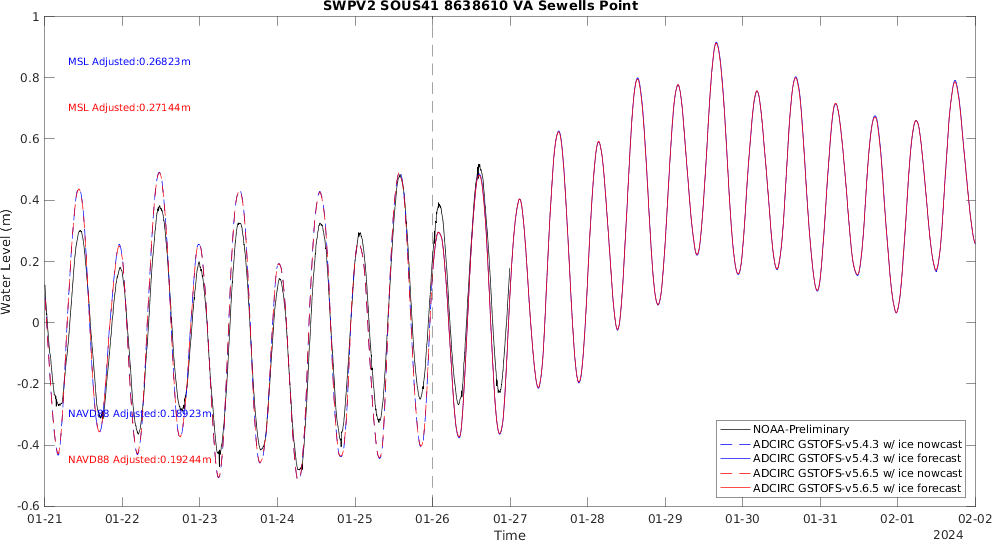 SWPV2 SOUS41 8638610 VA Sewells Point
Water Level (m)
1
0.8
0.6
0.4
0.2
0
-0.2
-0.4
-0.6
MSL Adjusted:0.26823m
MSL Adjusted:0.27144m
NAVD88 Adjusted:0.18923m
NAVD88 Adjusted:0.19244m
NOAA-Preliminary
ADCIRC GSTOFS-v5.4.3 w/ ice nowcast
ADCIRC GSTOFS-v5.4.3 w/ ice forecast
ADCIRC GSTOFS-v5.6.5 w/ ice nowcast
ADCIRC GSTOFS-v5.6.5 w/ ice forecast
01-21 01-22 01-23 01-24 01-25 01-26 01-27 01-28 01-29 01-30 01-31 02-01 02-02
Time
2024